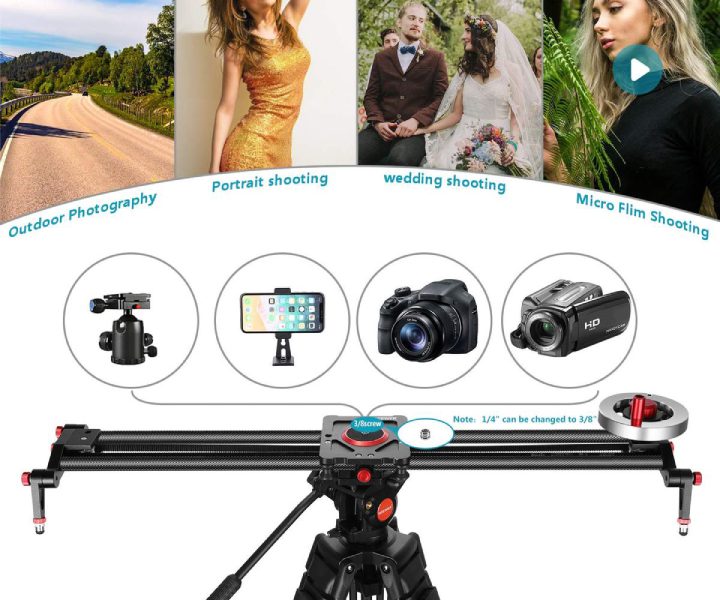 Outdoor Photography
Portrait shooting
wedding shooting
Micro Flim Shooting
HD
3/8screw
Note: 1/4" can be changed to 3/8"